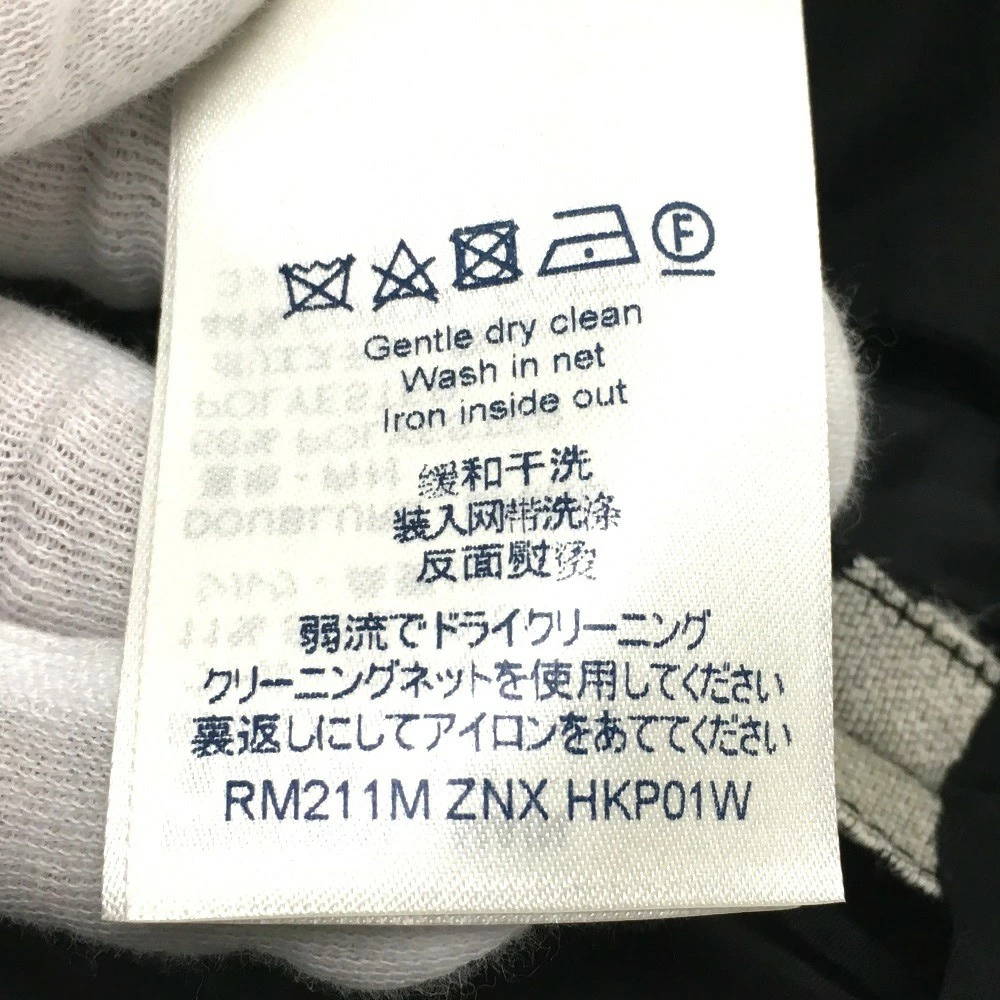 F
Gentle dry clean
Wash in net
Iron inside out
缓和干洗
装入网带洗涤
反面熨烫
弱流でドライクリーニング
クリーニングネットを使用してください
裏返しにしてアイロンをあててください
RM211M ZNX HKP01W